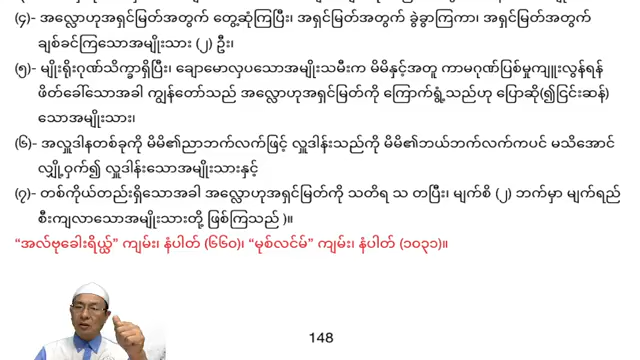 (၄)- အလ္လောဟုအရှင်မြတ်အတွက် တွေ့ဆုံကြပြီး၊ အရှင်မြတ်အတွက် ခွဲခွာကြကာ၊ အရှင်မြတ်အတွက်
ချစ်ခင်ကြသောအမျိုးသား (၂) ဦး၊
(၅)- မျိုးရိုးဂုဏ်သိက္ခာရှိပြီး၊ ချောမောလှပသောအမျိုးသမီးက မိမိနှင့်အတူ ကာမဂုဏ်ပြစ်မှုကျူးလွန်ရန်
ဖိတ်ခေါ်သောအခါ ကျွန်တော်သည် အလ္လောဟုအရှင်မြတ်ကို ကြောက်ရွံ့သည်ဟု ပြောဆို(၍ငြင်းဆန်)
သောအမျိုးသား၊
(၆)- အလှူဒါနတစ်ခုကို မိမိ၏ညာဘက်လက်ဖြင့် လှူဒါန်းသည်ကို မိမိ၏ဘယ်ဘက်လက်ကပင် မသိအောင်
လျှို့ဝှက်၍ လှူဒါန်းသောအမျိုးသားနှင့်
(၇)- တစ်ကိုယ်တည်းရှိသောအခါ အလ္လောဟုအရှင်မြတ်ကို သတိရ သ တပြီး၊ မျက်စိ (၂) ဘက်မှာ မျက်ရည်
စီးကျလာသောအမျိုးသားတို့ ဖြစ်ကြသည် )။
“အလ်ဗုခေါးရိယ္ယ်” ကျမ်း၊ နံပါတ် (၆၆၀)၊ “မုစ်လင်မ်” ကျမ်း၊ နံပါတ် (၁၀၃၁)။
148